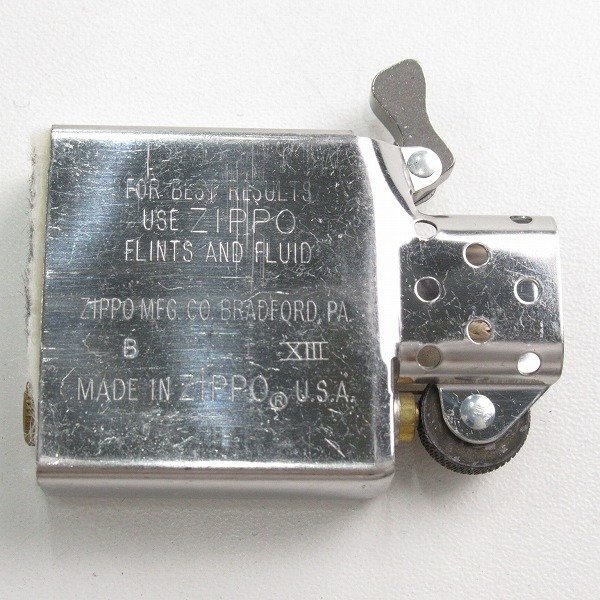 FOR BEST RESULTS
USE ZIPPO
FLINTS AND FLUID
ZIPPO MFG. CO. BRADFORD, PA.
B XIII
MADE IN ZIPPO® U.S.A.